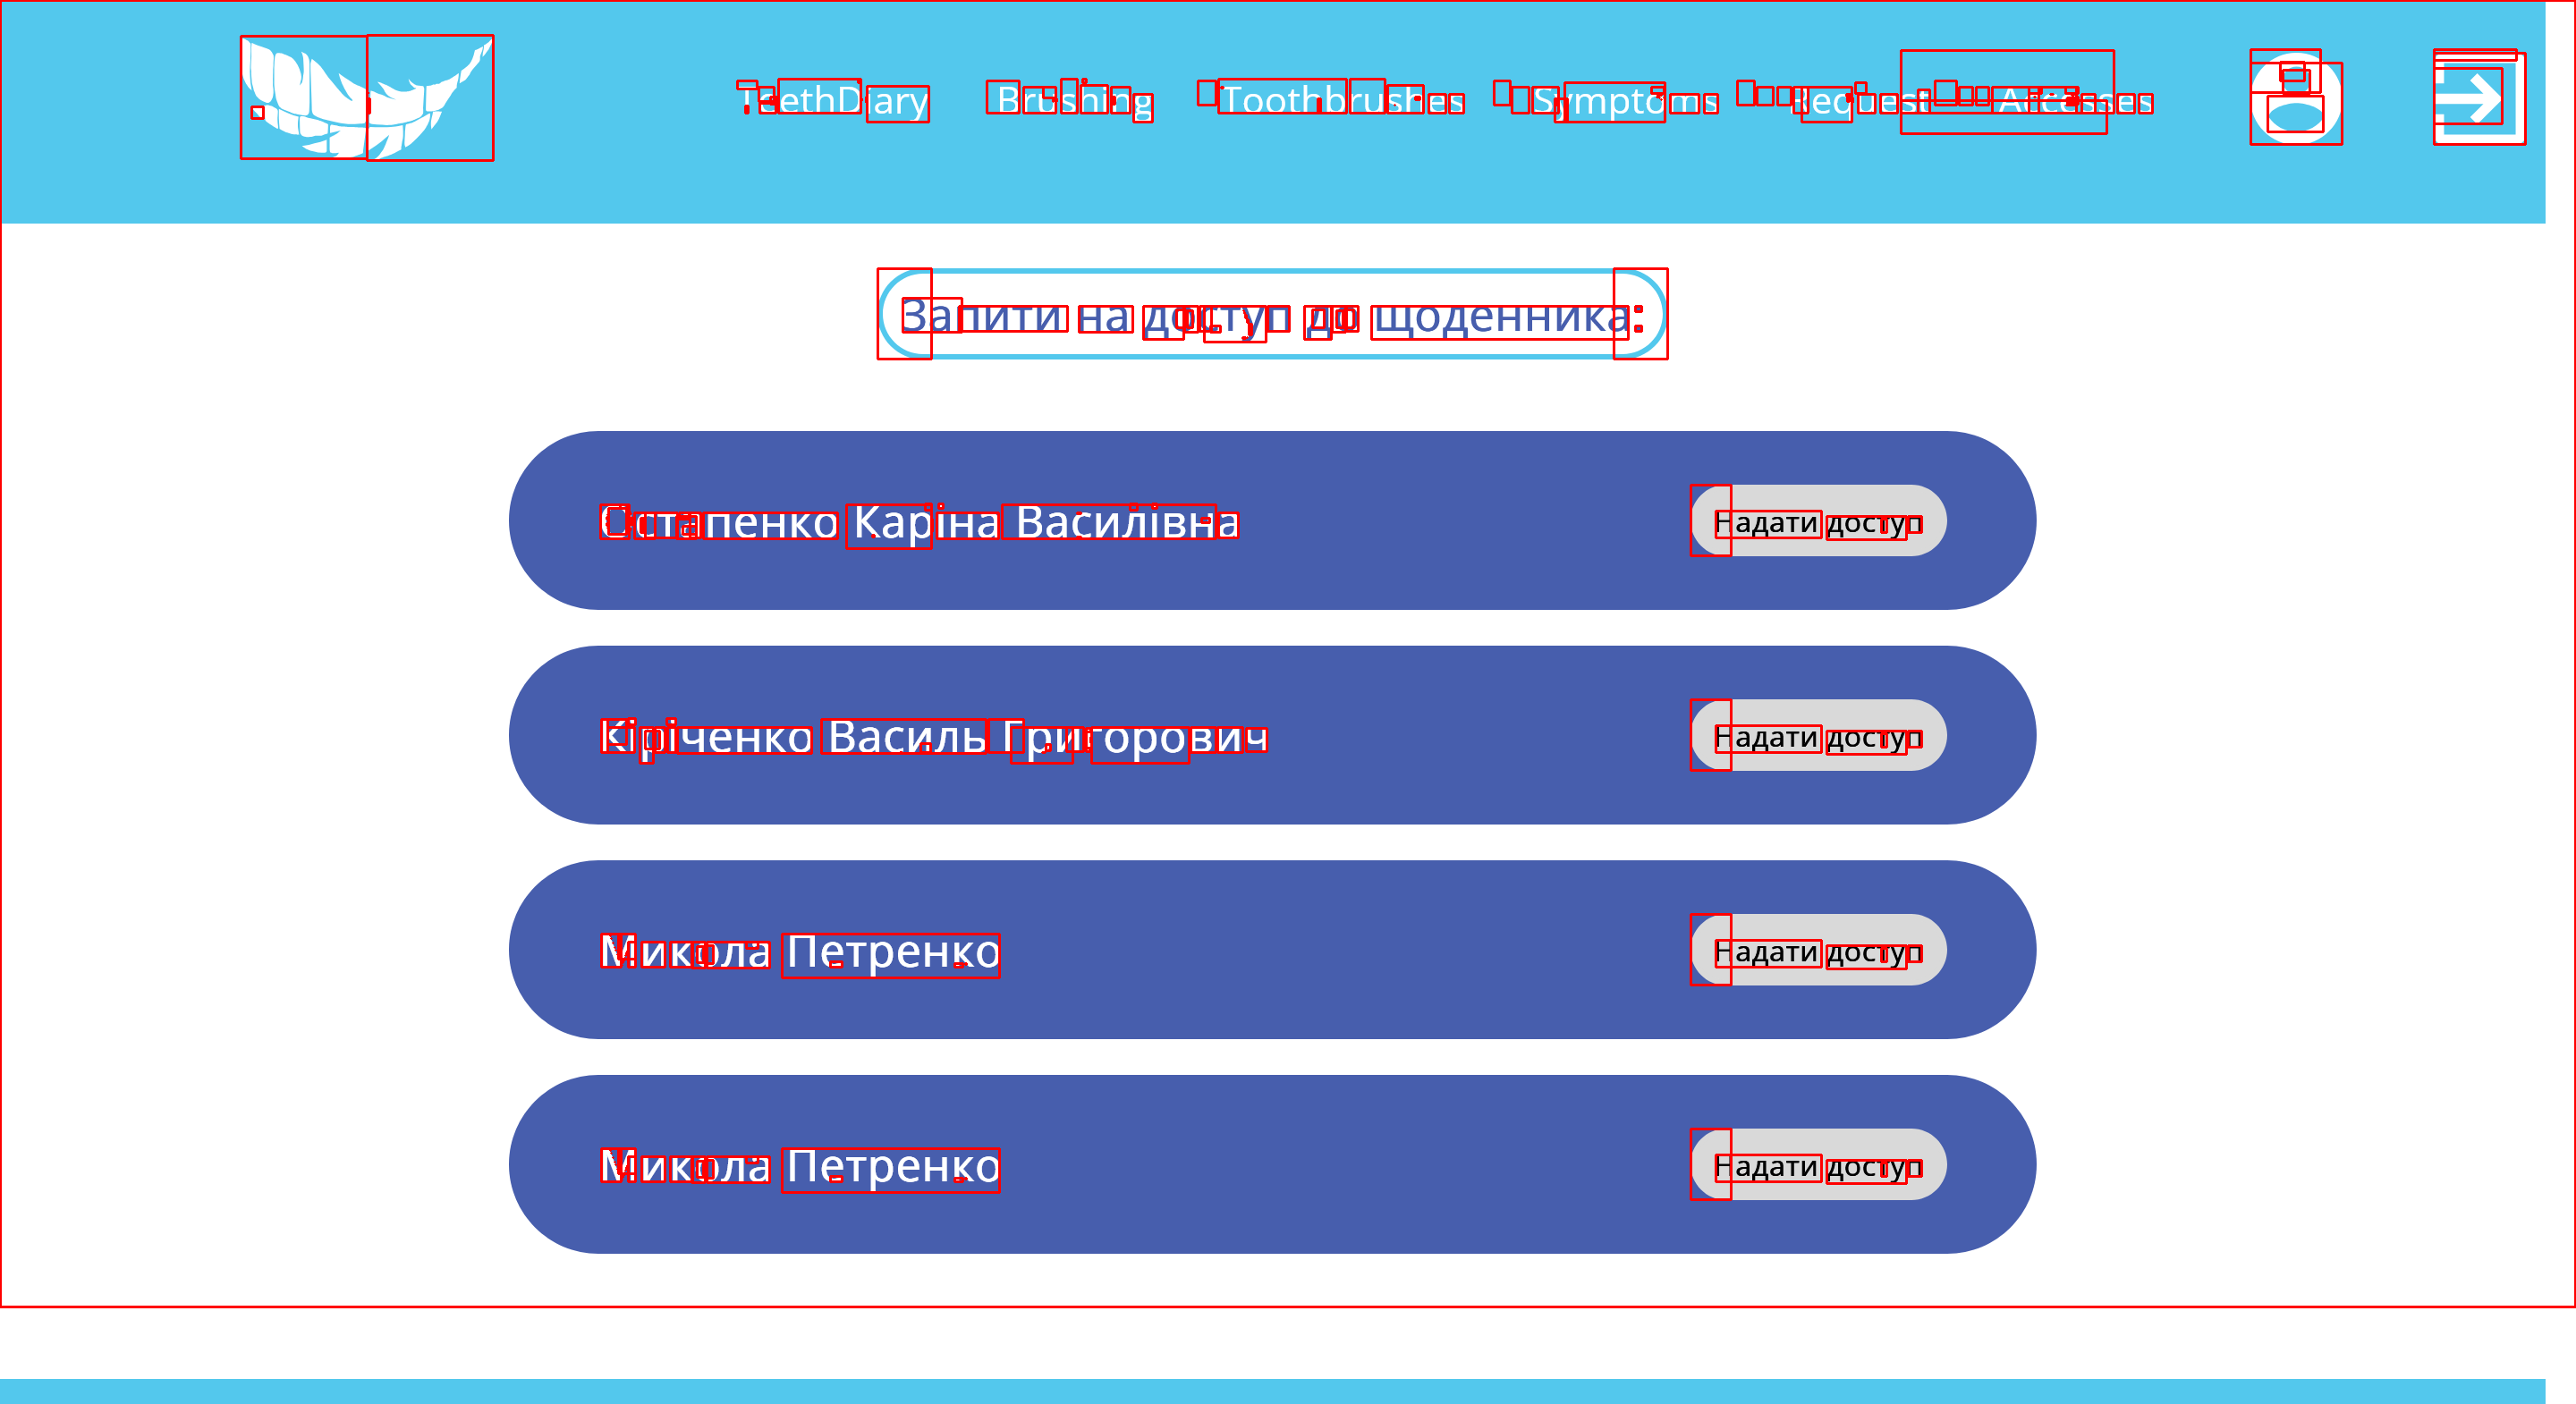 TeethDiary Brushing Toothbrushes Symptoms Request Accesses
Запити на доступ до щоденника:
Остапенко Каріна Василівна Надати доступ
Кіріченко Василь Григорович Надати доступ
Микола Петренко Надати доступ
Микола Петренко Надати доступ